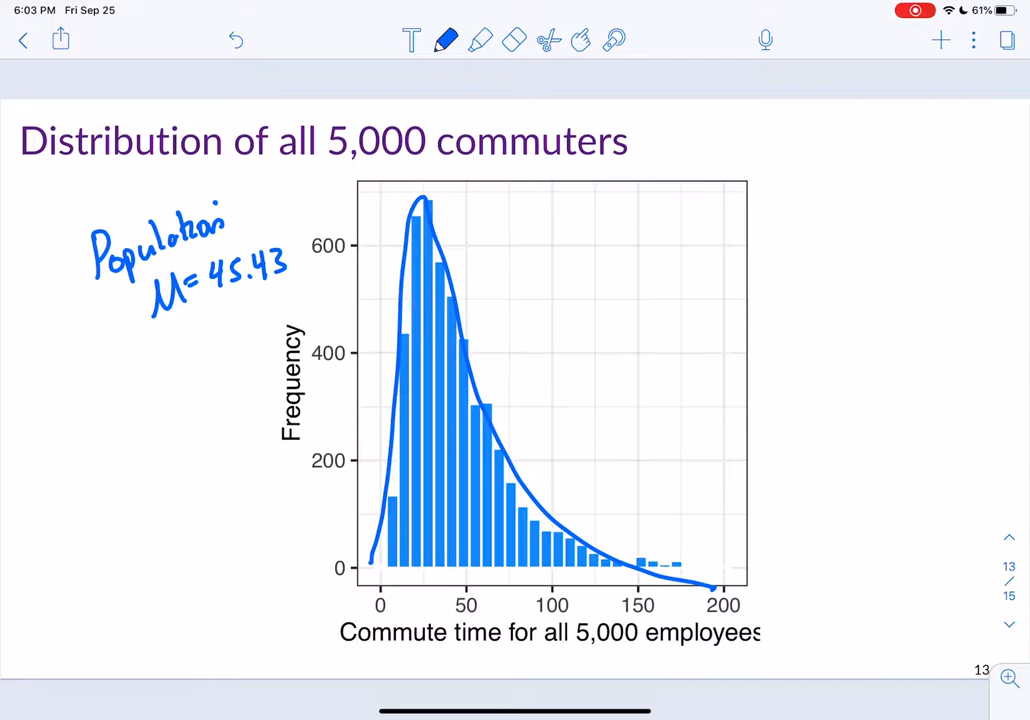 6:03 PM Fri Sep 25
61%
T
Distribution of all 5,000 commuters
Population
μ= 45.43
Frequency
600
400
200
0
0 50 100 150 200
Commute time for all 5,000 employees
13
/
15
13